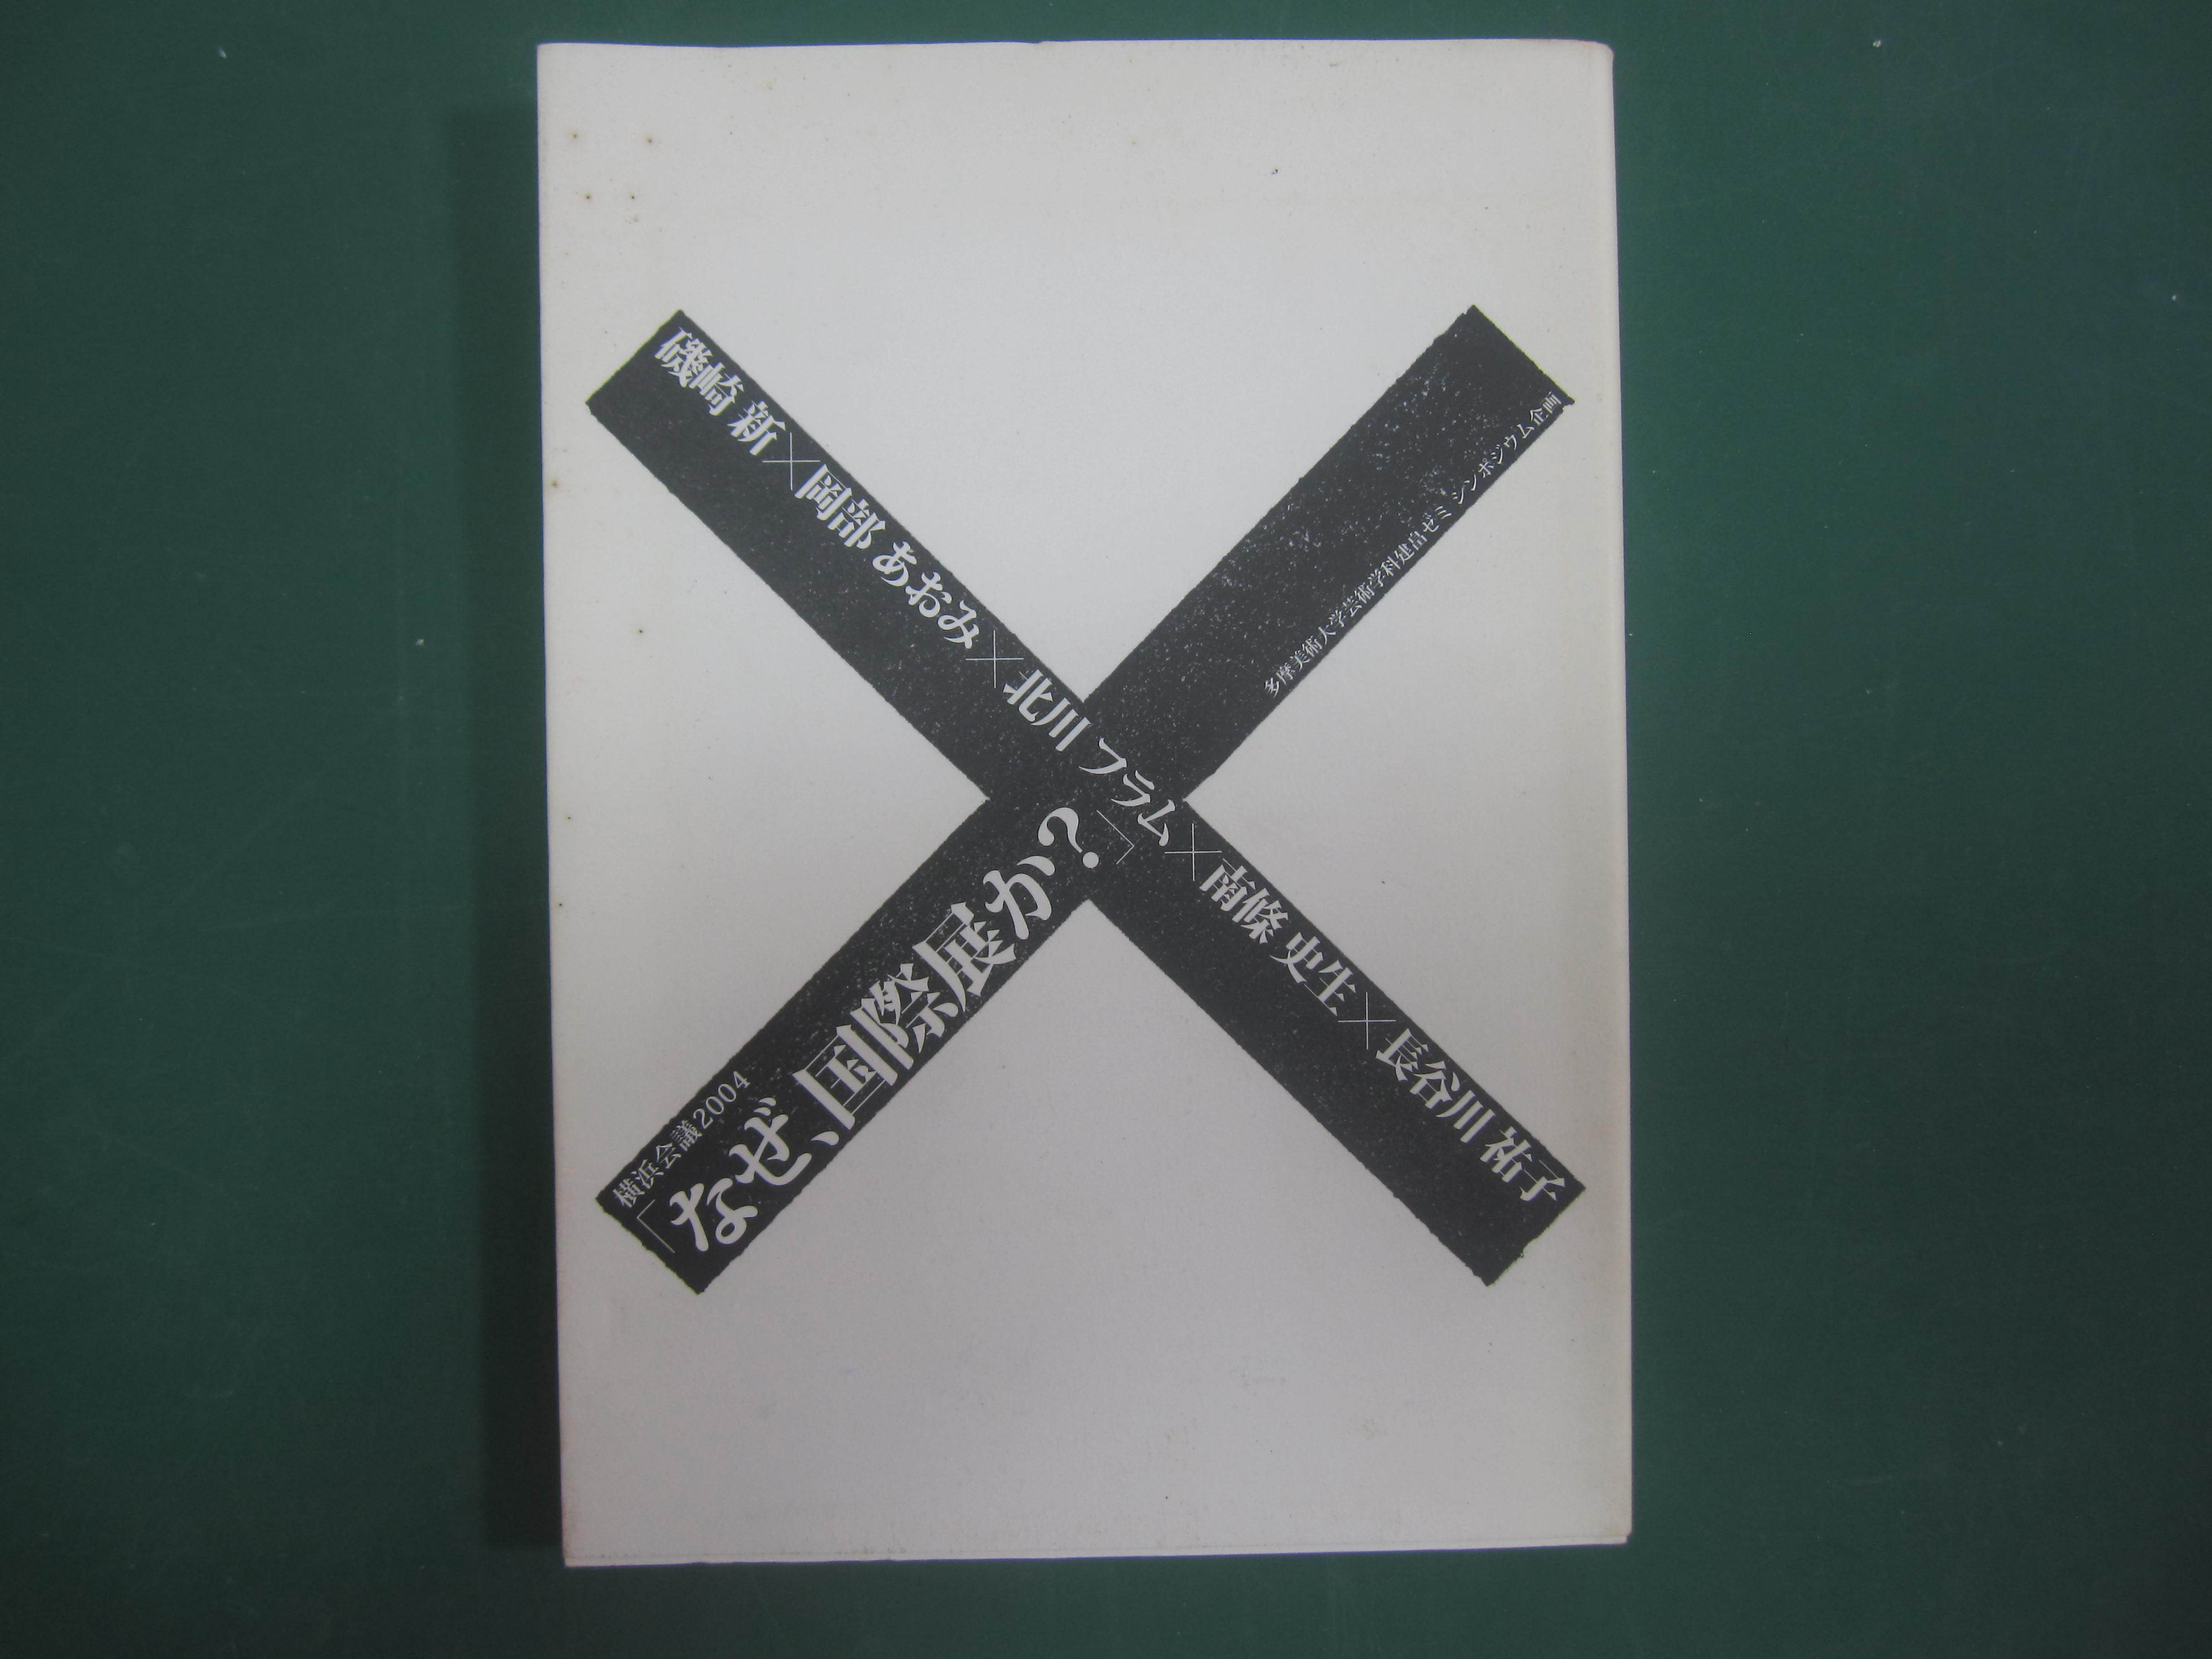 磯崎 新×岡部 あおみ×北川 フラム×南條 史生×長谷川 祐子
横浜会議2004
「なぜ、国際展か?」
多摩美術大学芸術学科建畠ゼミ シンポジウム企画